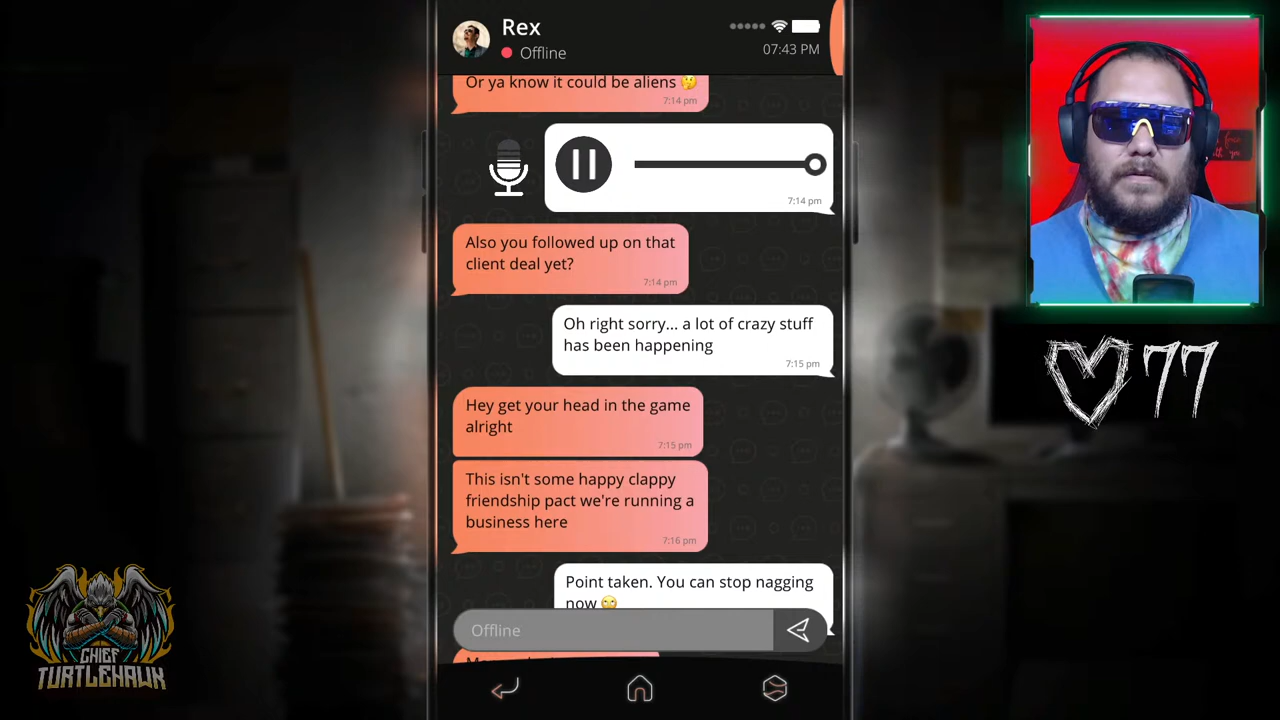 Rex
Offline
07:43 PM
Or ya know it could be aliens 🤔
7:14 pm
7:14 pm
Also you followed up on that
client deal yet?
7:14 pm
Oh right sorry... a lot of crazy stuff
has been happening
7:15 pm
Hey get your head in the game
alright
7:15 pm
This isn't some happy clappy
friendship pact we're running a
business here
7:16 pm
Point taken. You can stop nagging
now 🙄
Offline
77
CHIEF
TURTLEHAWK